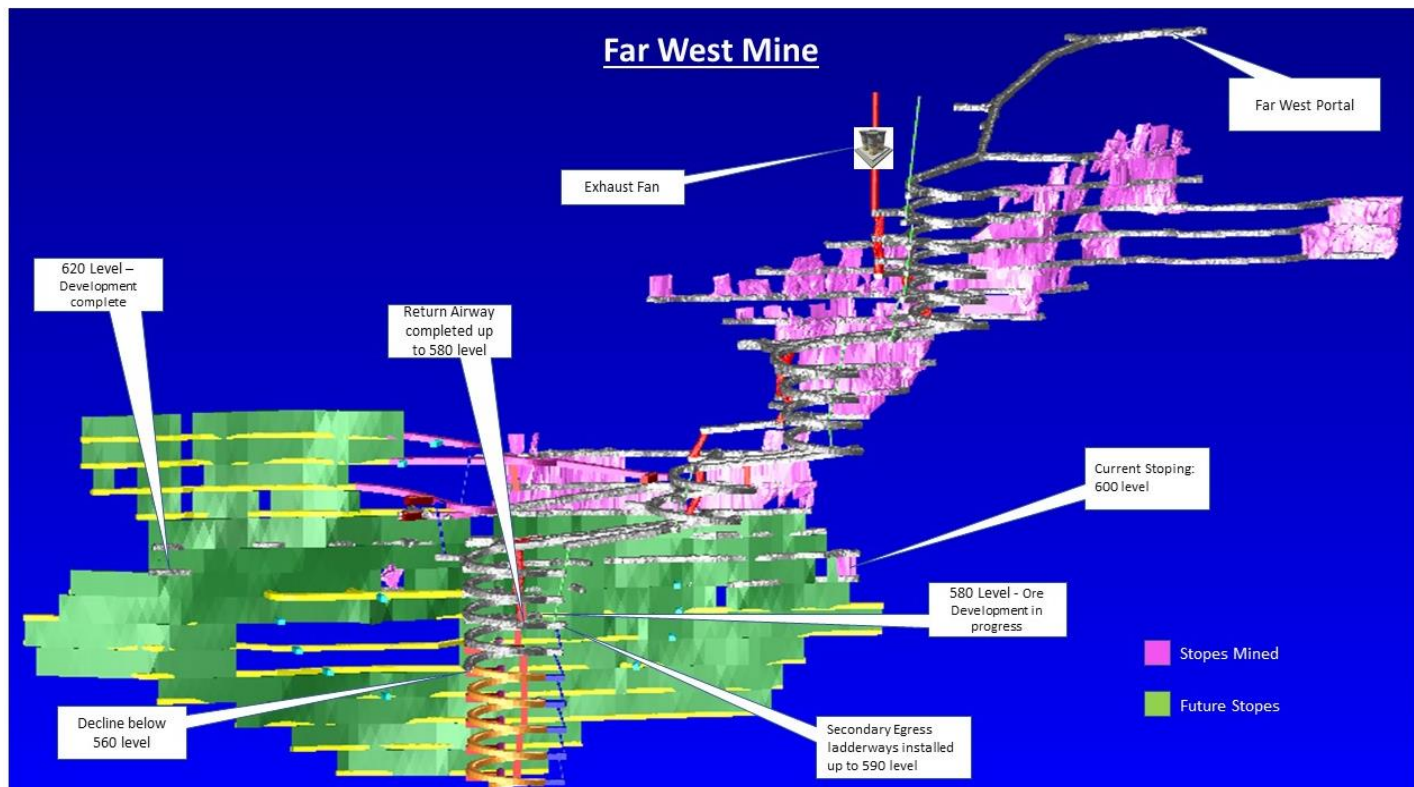 Far West Mine
Far West Portal
Exhaust Fan
620 Level –
Development
complete
Return Airway
completed up
to 580 level
Current Stoping:
600 level
580 Level - Ore
Development in
progress
Stopes Mined
Future Stopes
Decline below
560 level
Secondary Egress
ladderways installed
up to 590 level